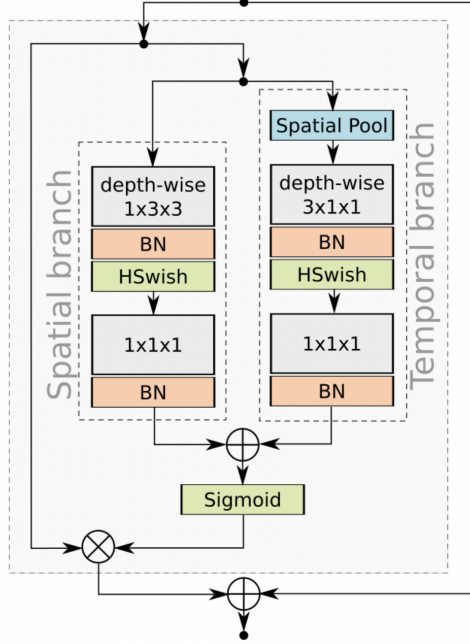 Spatial branch
depth-wise
1x3x3
BN
HSwish
1x1x1
BN
Spatial Pool
depth-wise
3x1x1
BN
HSwish
1x1x1
BN
Temporal branch
Sigmoid